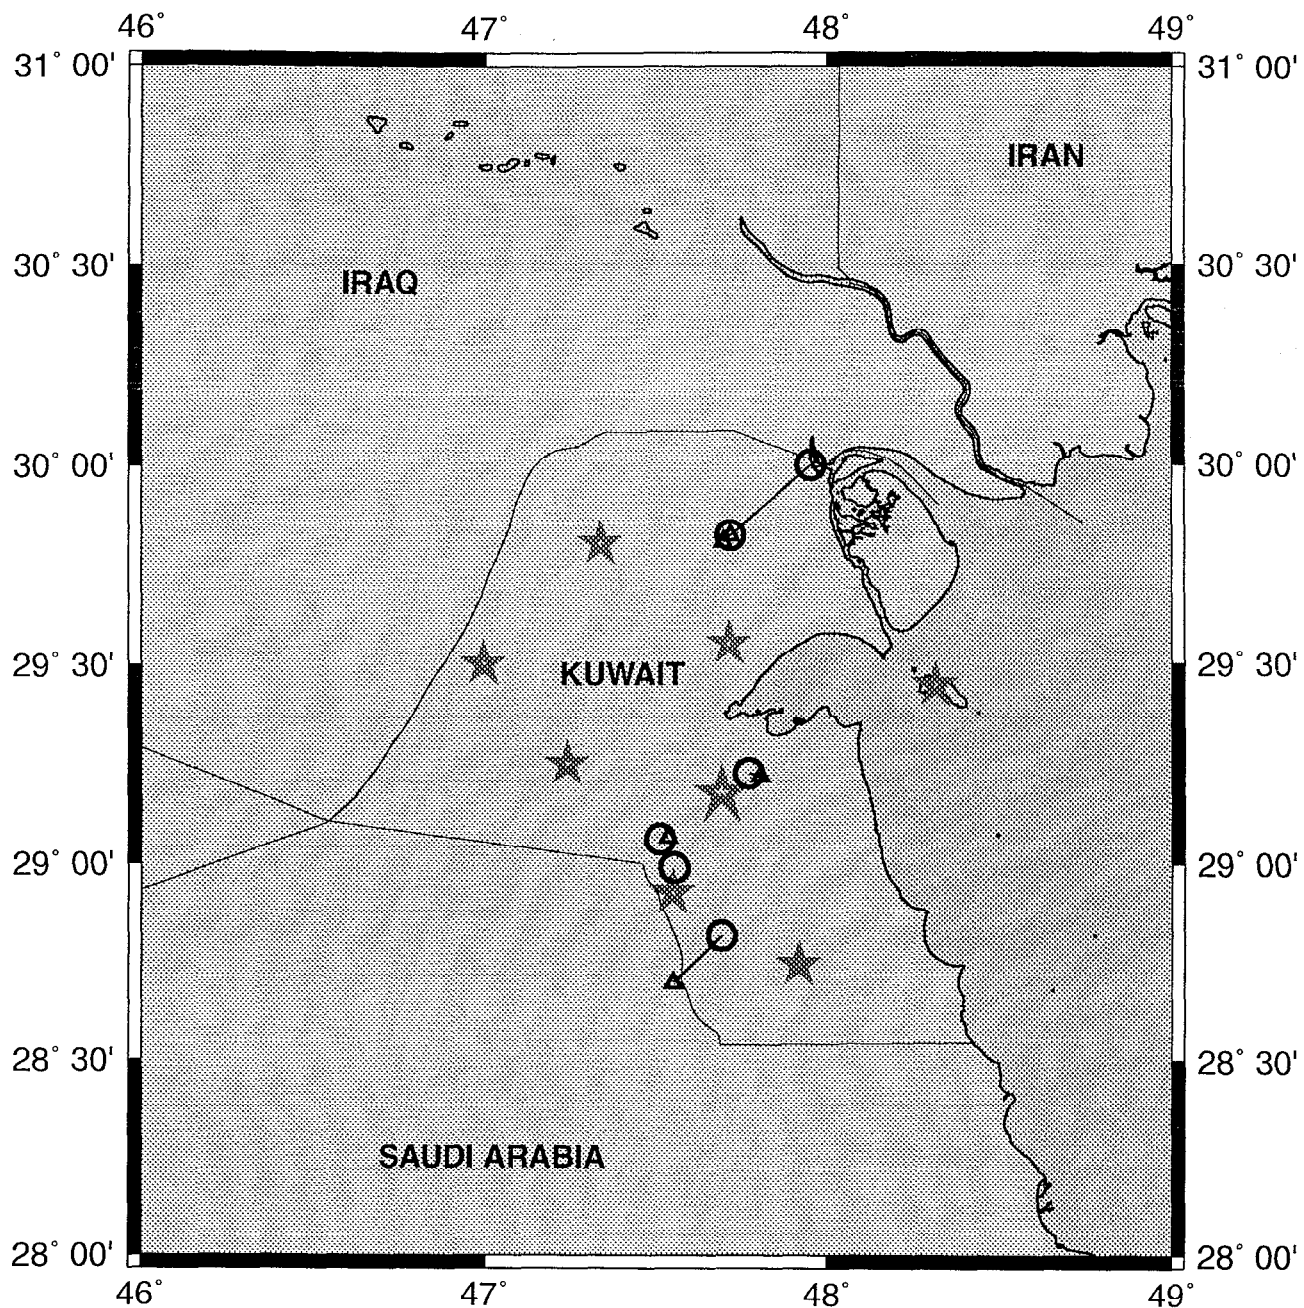 46° 47° 48° 49°
31° 00' 31° 00'
IRAN
30° 30' 30° 30'
IRAQ
30° 00' 30° 00'
29° 30' 29° 30'
KUWAIT
29° 00' 29° 00'
28° 30' 28° 30'
SAUDI ARABIA
28° 00' 28° 00'
46° 47° 48° 49°